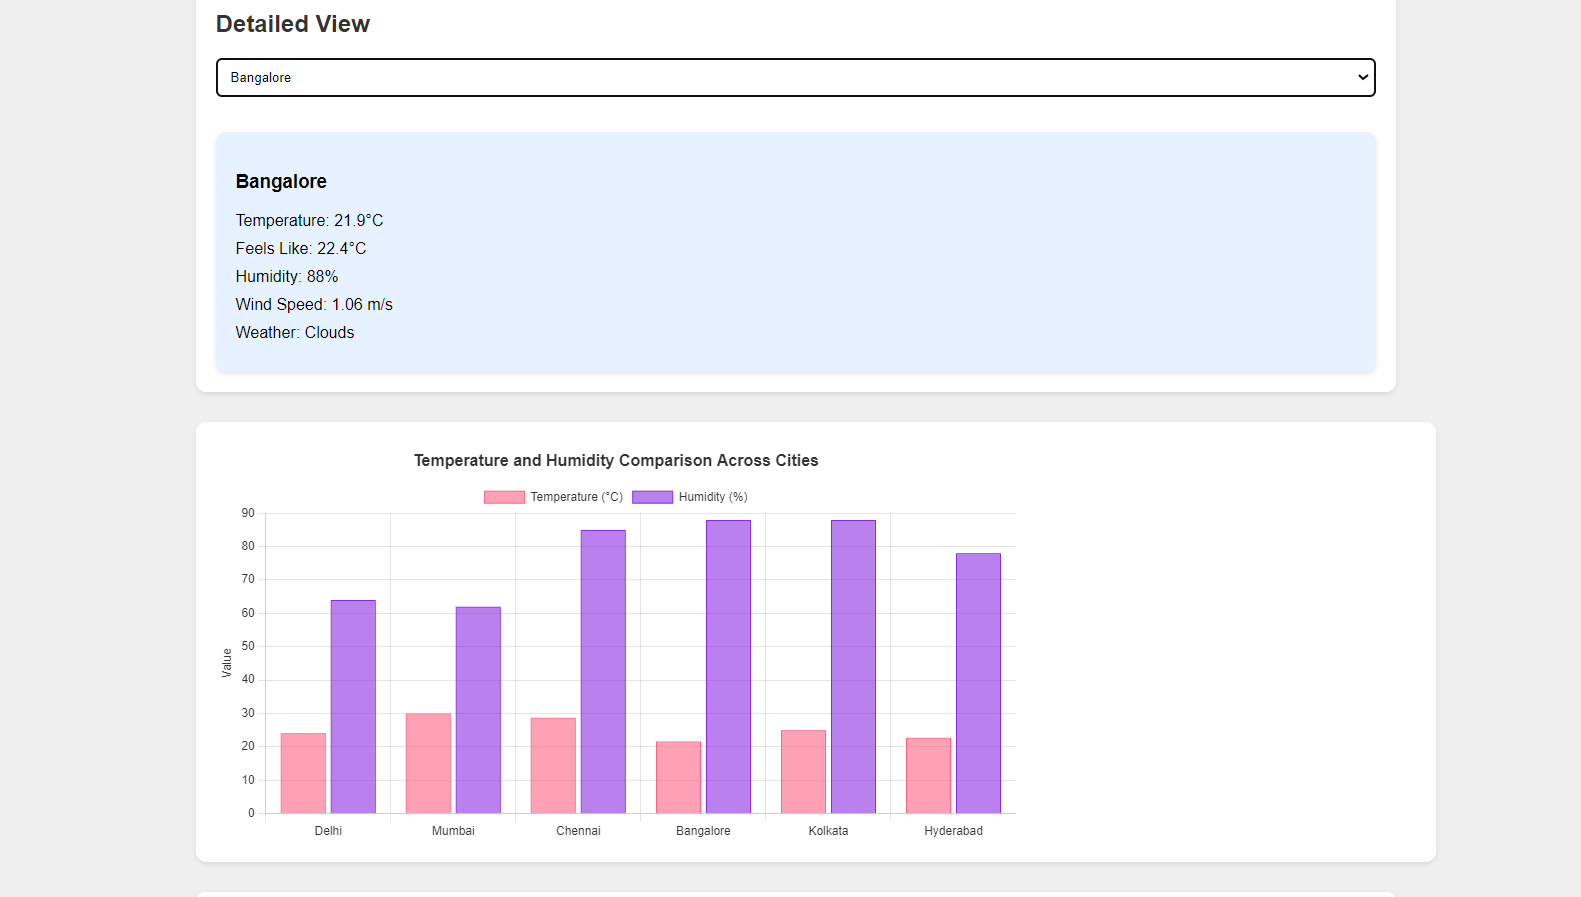 Detailed View
Bangalore
Bangalore
Temperature: 21.9°C
Feels Like: 22.4°C
Humidity: 88%
Wind Speed: 1.06 m/s
Weather: Clouds
Temperature and Humidity Comparison Across Cities
Temperature (°C) Humidity (%)
90
80
70
60
50
40
30
20
10
0
Value
Delhi Mumbai Chennai Bangalore Kolkata Hyderabad